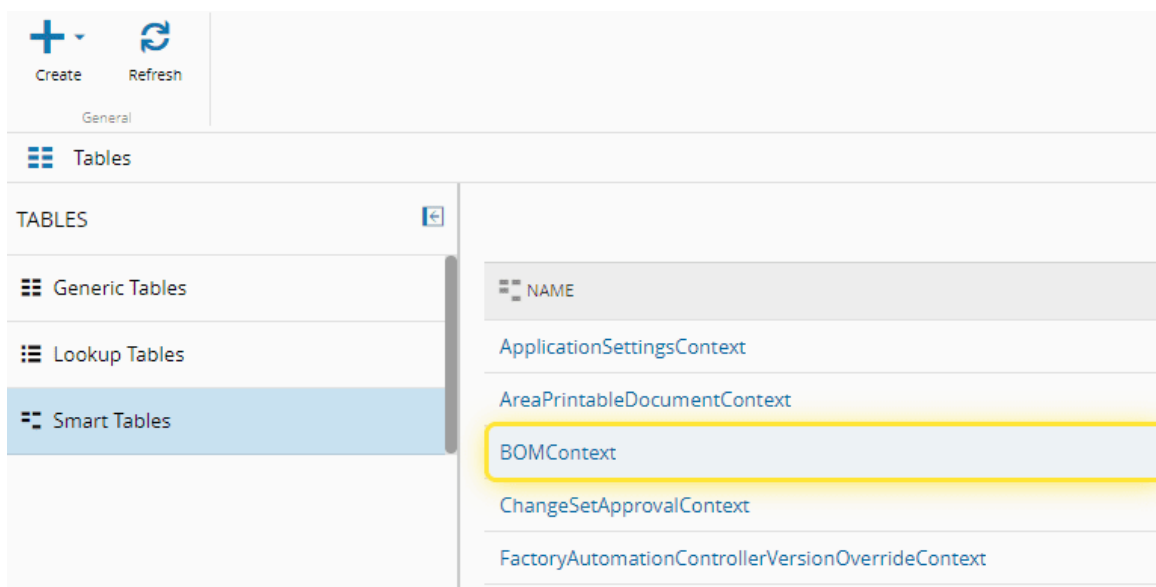 Create Refresh
General
Tables
TABLES
Generic Tables
Lookup Tables
Smart Tables
NAME
ApplicationSettingsContext
AreaPrintableDocumentContext
BOMContext
ChangeSetApprovalContext
FactoryAutomationControllerVersionOverrideContext